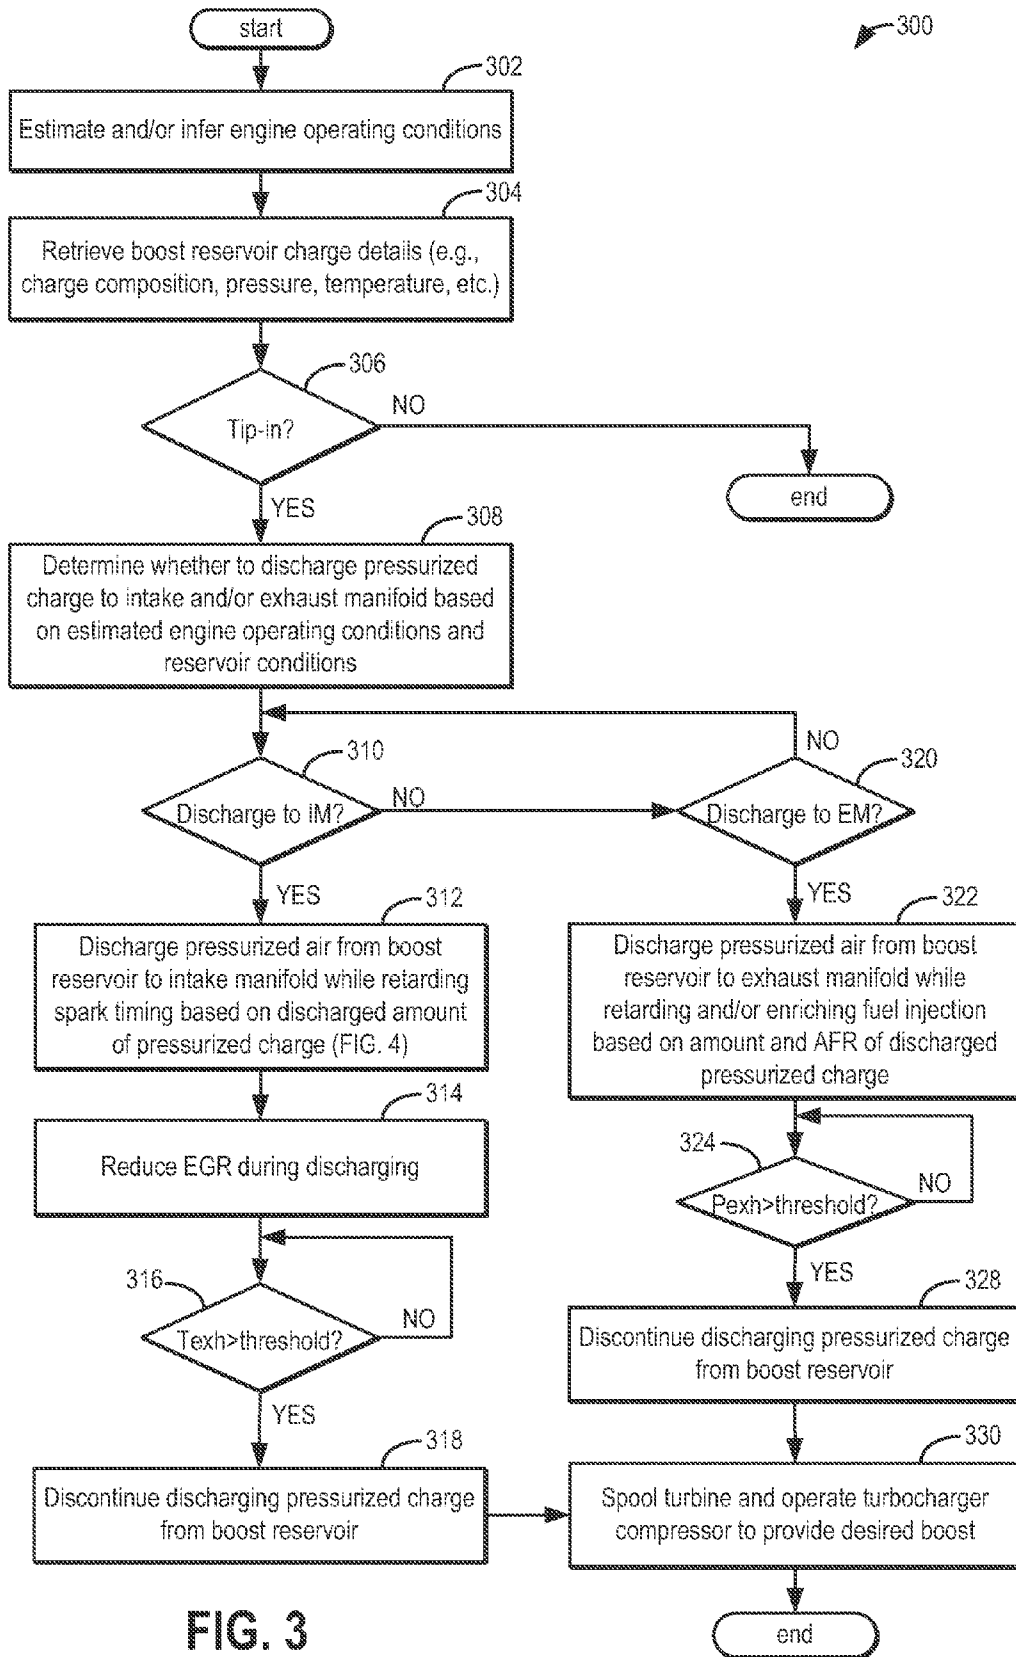 start
300
302
Estimate and/or infer engine operating conditions
304
Retrieve boost reservoir charge details (e.g.,
charge composition, pressure, temperature, etc.)
306
Tip-in?
NO
end
YES
308
Determine whether to discharge pressurized
charge to intake and/or exhaust manifold based
on estimated engine operating conditions and
reservoir conditions
310
Discharge to IM?
NO
NO
320
Discharge to EM?
YES
312
Discharge pressurized air from boost
reservoir to intake manifold while retarding
spark timing based on discharged amount
of pressurized charge (FIG. 4)
314
Reduce EGR during discharging
316
Texh>threshold?
NO
YES
318
Discontinue discharging pressurized charge
from boost reservoir
YES
322
Discharge pressurized air from boost
reservoir to exhaust manifold while
retarding and/or enriching fuel injection
based on amount and AFR of discharged
pressurized charge
324
Pexh>threshold?
NO
YES
328
Discontinue discharging pressurized charge
from boost reservoir
330
Spool turbine and operate turbocharger
compressor to provide desired boost
end
FIG. 3